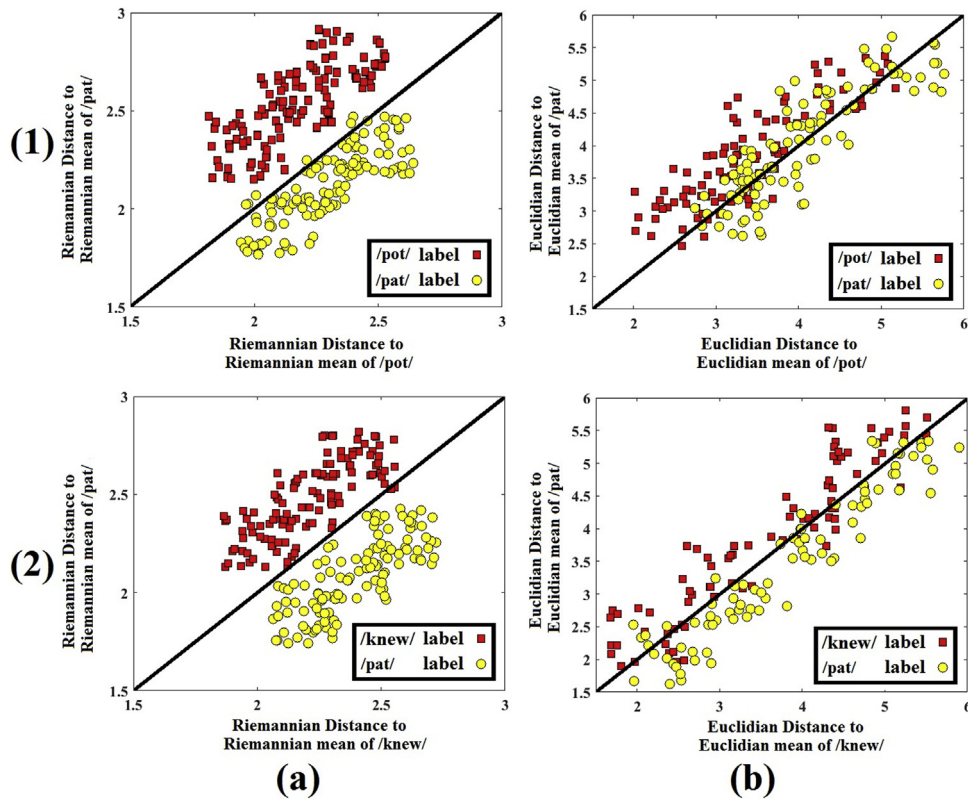 (1)
Riemannian Distance to
Riemannian mean of /pat/
3
2.5
2
1.5
1.5
2
2.5
3
/pot/ label
/pat/ label
Riemannian Distance to
Riemannian mean of /pot/
Euclidian Distance to
Euclidian mean of /pat/
6
5.5
5
4.5
4
3.5
3
2.5
2
1.5
2
3
4
5
6
/pot/ label
/pat/ label
Euclidian Distance to
Euclidian mean of /pot/
(2)
Riemannian Distance to
Riemannian mean of /pat/
3
2.5
2
1.5
1.5
2
2.5
3
/knew/ label
/pat/ label
Riemannian Distance to
Riemannian mean of /knew/
Euclidian Distance to
Euclidian mean of /pat/
6
5.5
5
4.5
4
3.5
3
2.5
2
1.5
2
3
4
5
6
/knew/ label
/pat/ label
Euclidian Distance to
Euclidian mean of /knew/
(a)
(b)